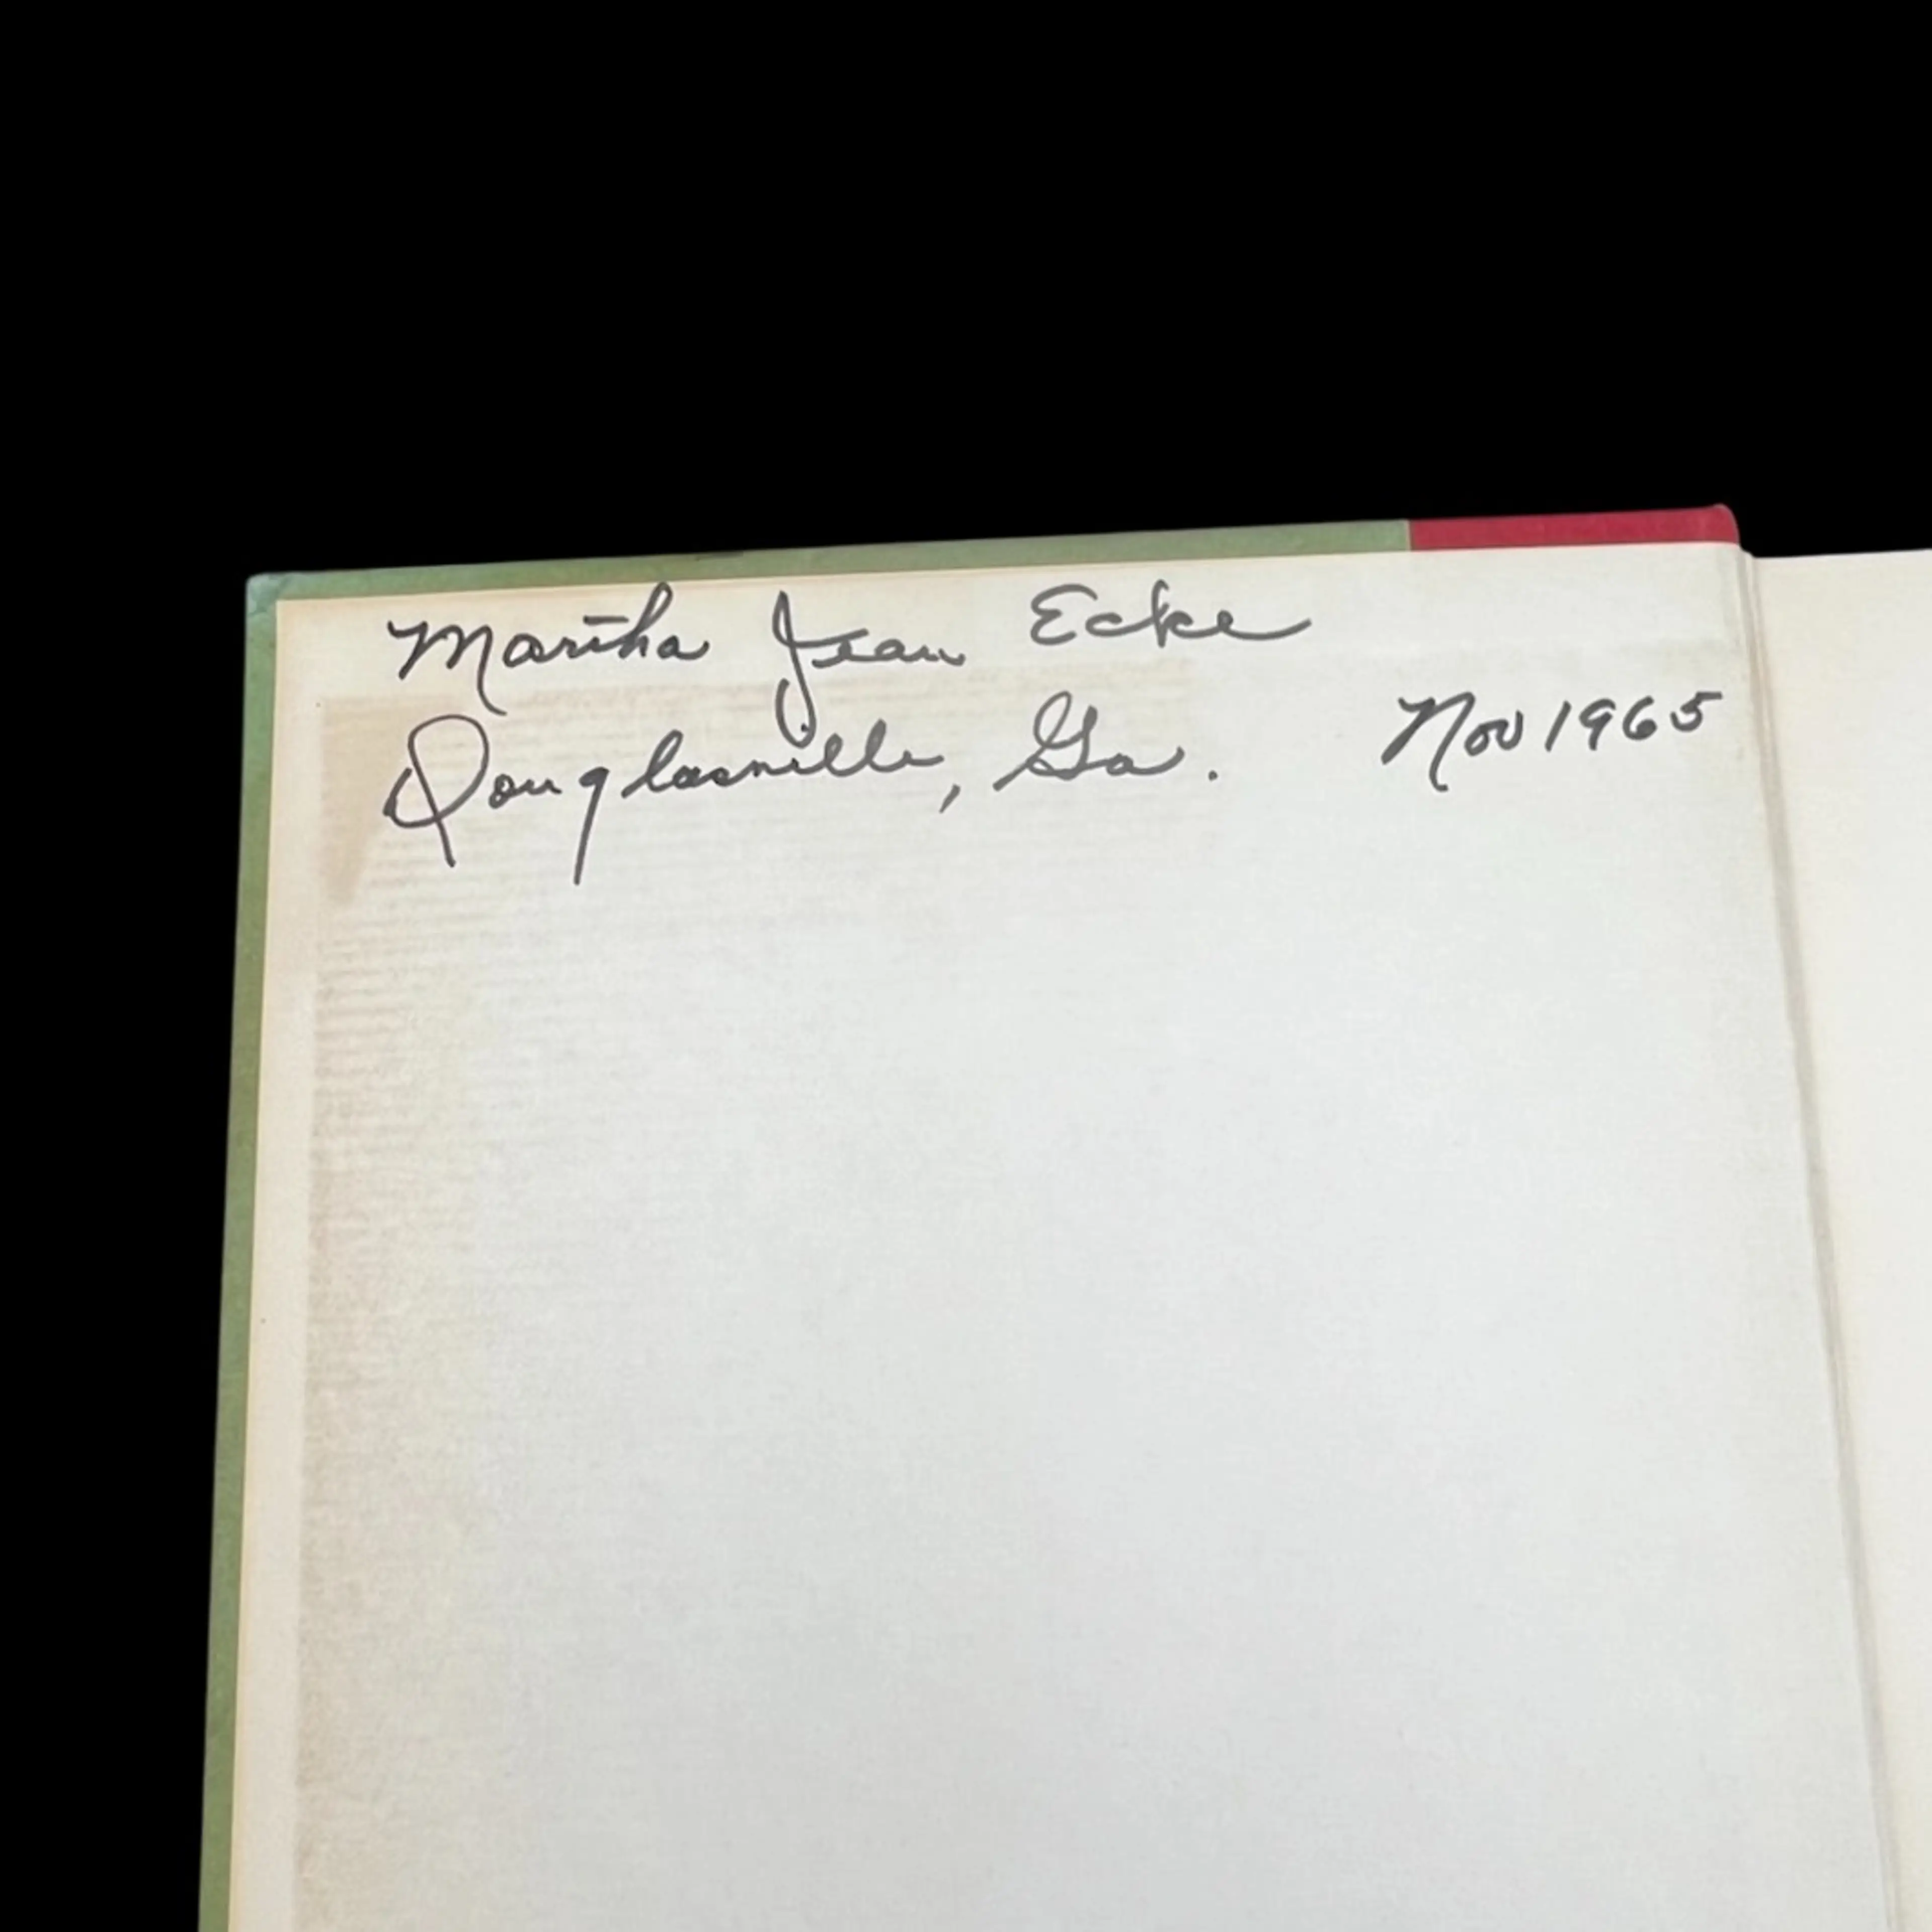 Martha Jean Ecke
Douglasville, Ga. Nov 1965